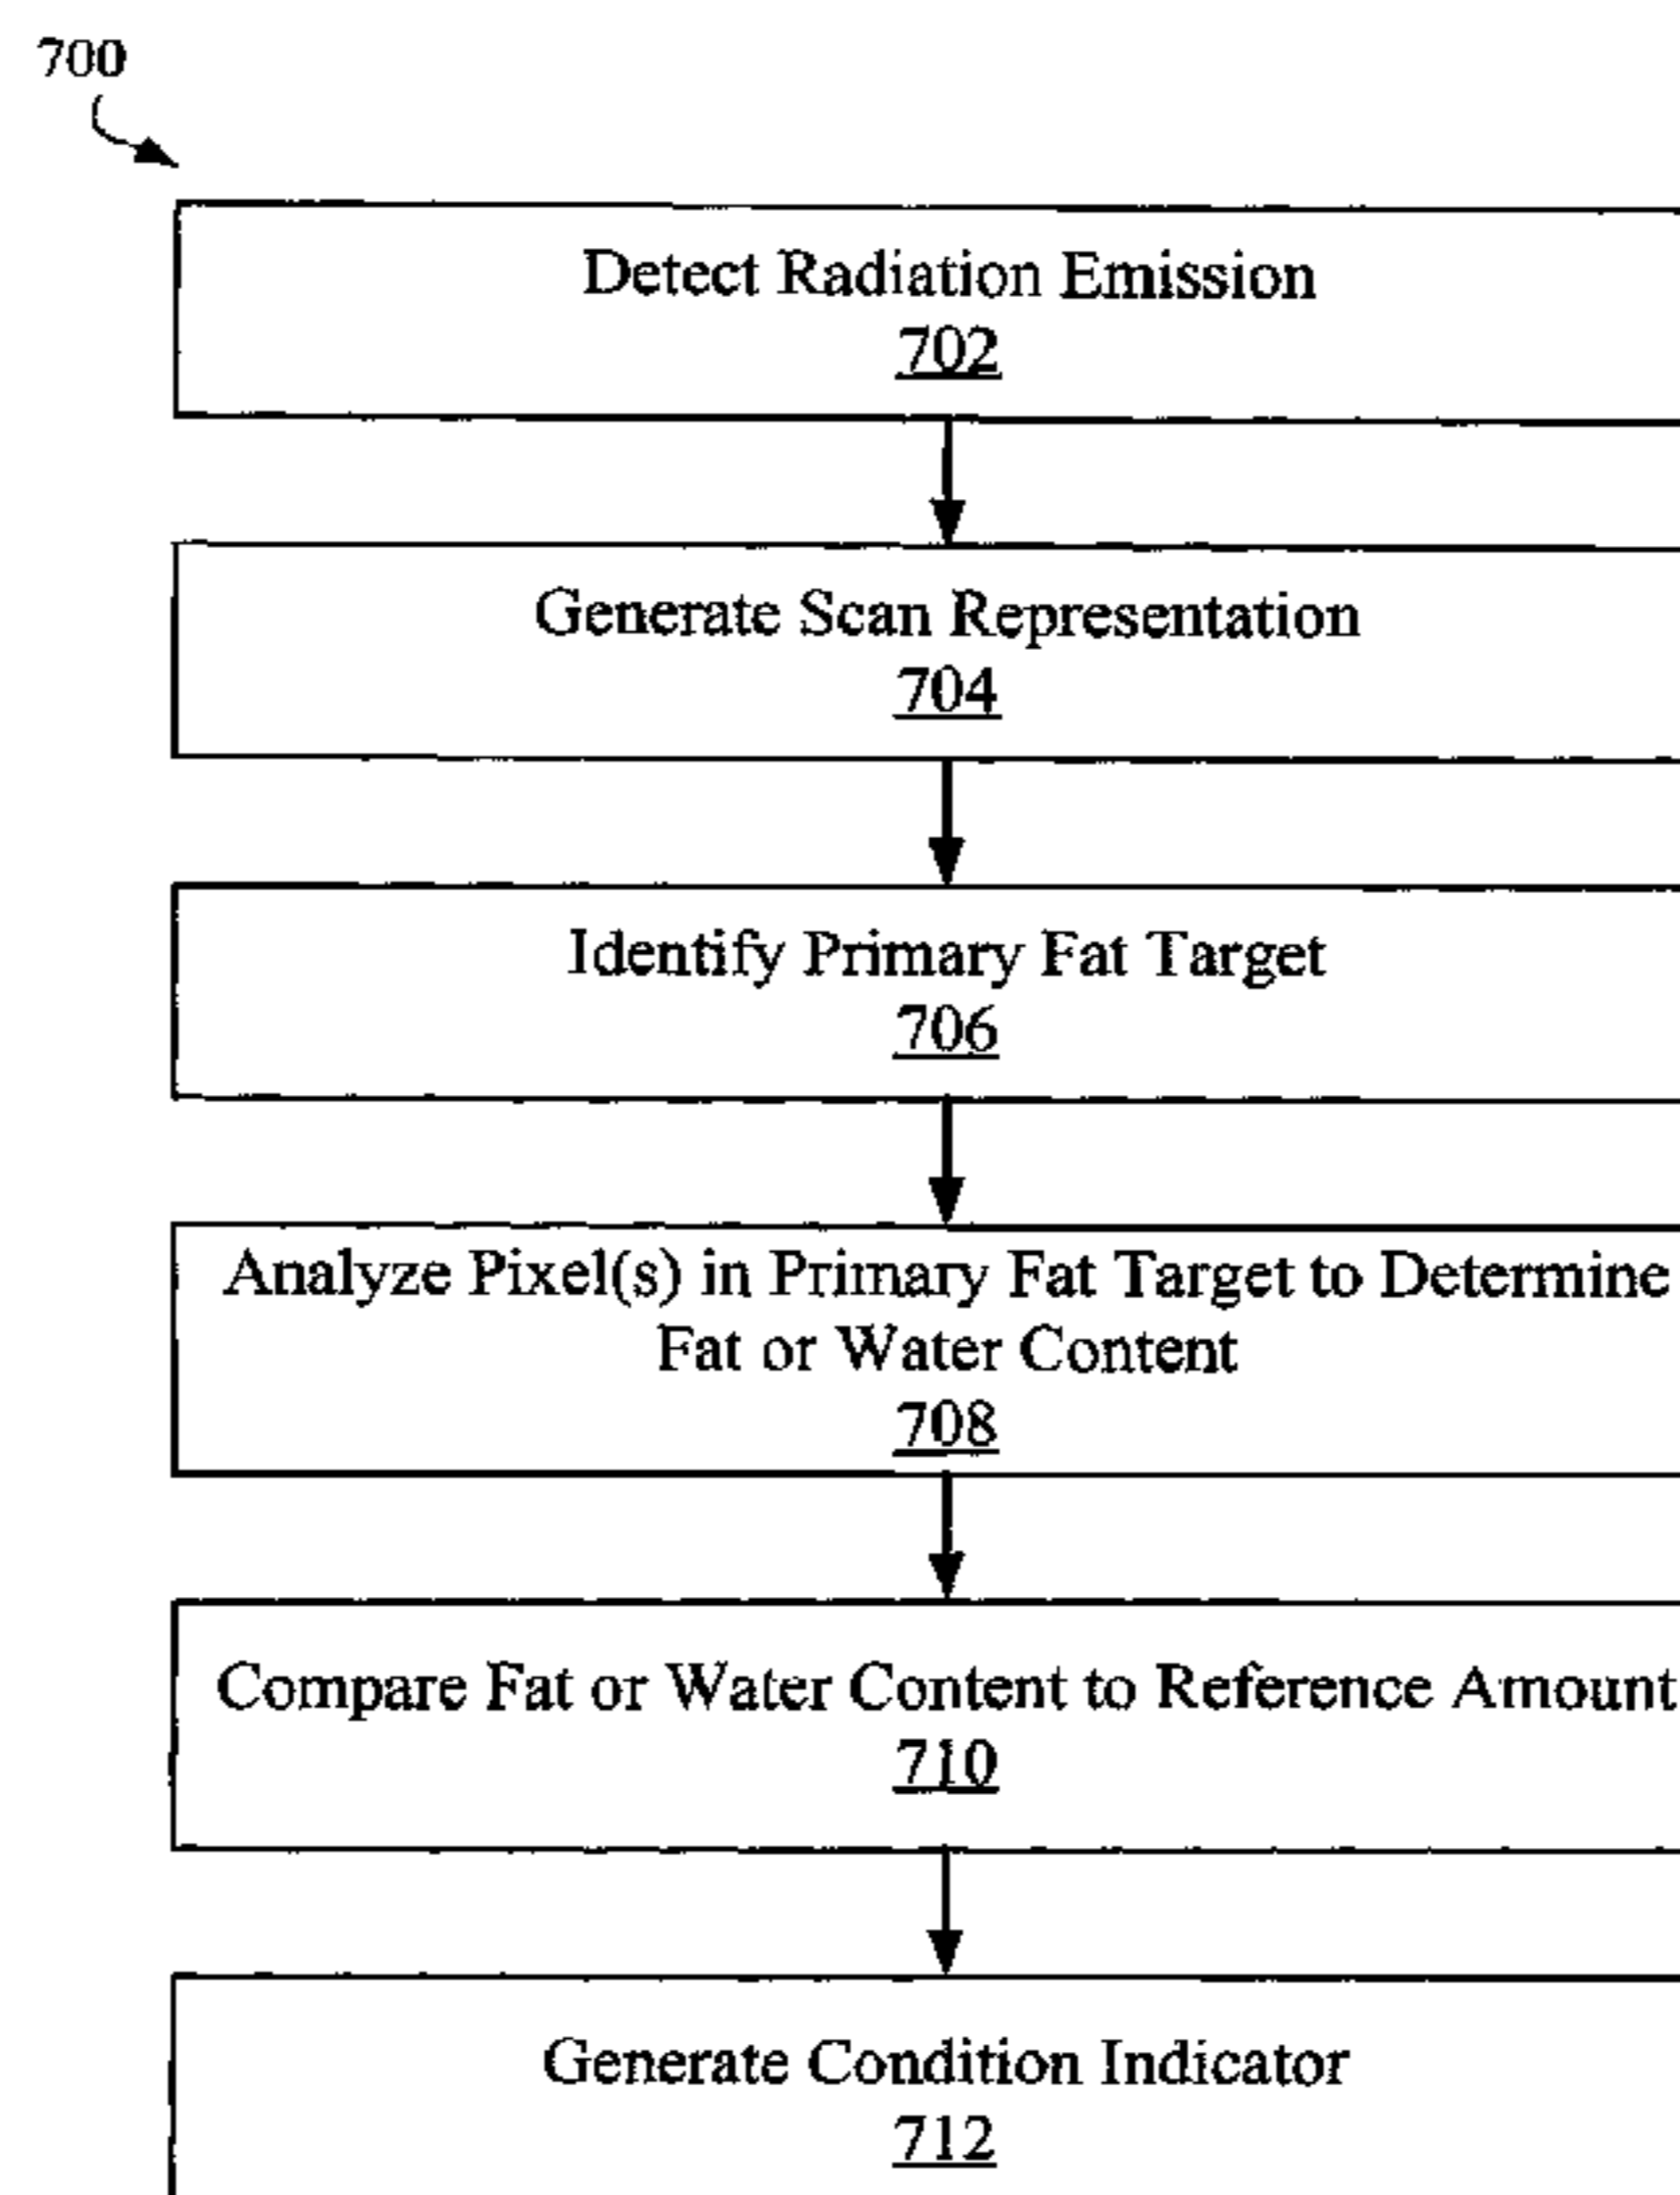 700
Detect Radiation Emission
702
Generate Scan Representation
704
Identify Primary Fat Target
706
Analyze Pixel(s) in Primary Fat Target to Determine
Fat or Water Content
708
Compare Fat or Water Content to Reference Amount
710
Generate Condition Indicator
712